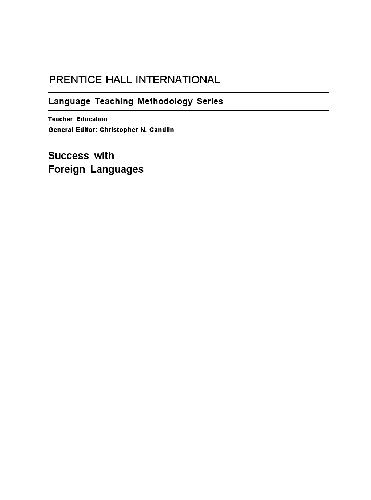 PRENTICE HALL INTERNATIONAL
Language Teaching Methodology Series
Teacher Education
General Editor: Christopher N. Candlin
Success with
Foreign Languages